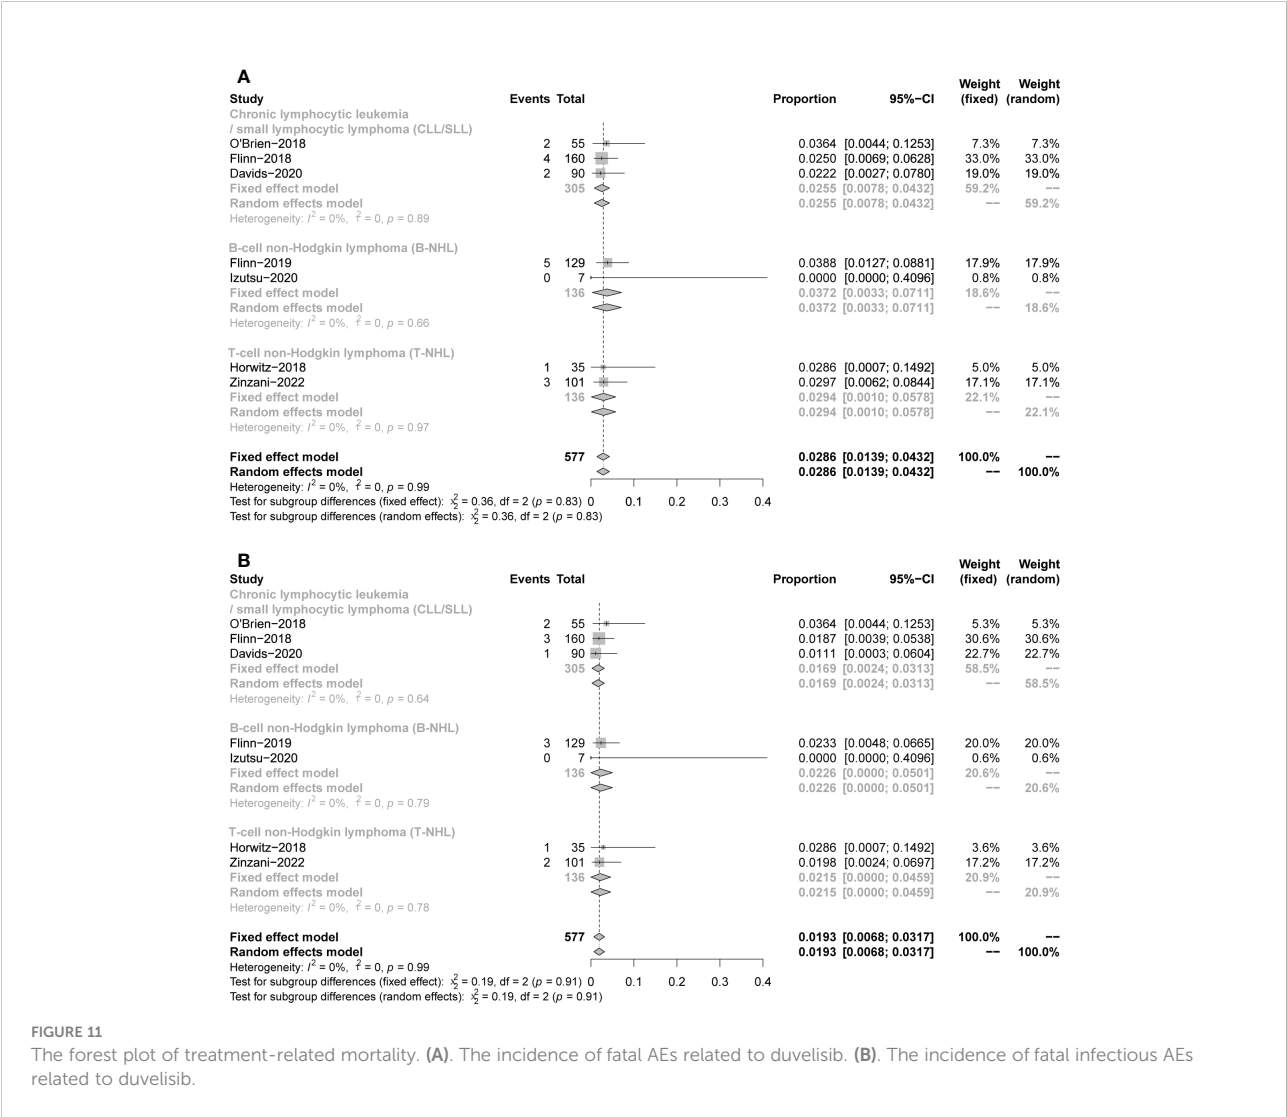 A
Weight Weight
Study Events Total Proportion 95%−CI (fixed) (random)
Chronic lymphocytic leukemia
/ small lymphocytic lymphoma (CLL/SLL)
O'Brien−2018 2 55 0.0364 [0.0044; 0.1253] 7.3% 7.3%
Flinn−2018 4 160 0.0250 [0.0069; 0.0628] 33.0% 33.0%
Davids−2020 2 90 0.0222 [0.0027; 0.0780] 19.0% 19.0%
Fixed effect model 305 0.0255 [0.0078; 0.0432] 59.2% −−
Random effects model 0.0255 [0.0078; 0.0432] −− 59.2%
Heterogeneity: I² = 0%, τ² = 0, p = 0.89
B-cell non-Hodgkin lymphoma (B-NHL)
Flinn−2019 5 129 0.0388 [0.0127; 0.0881] 17.9% 17.9%
Izutsu−2020 0 7 0.0000 [0.0000; 0.4096] 0.8% 0.8%
Fixed effect model 136 0.0372 [0.0033; 0.0711] 18.6% −−
Random effects model 0.0372 [0.0033; 0.0711] −− 18.6%
Heterogeneity: I² = 0%, τ² = 0, p = 0.66
T-cell non-Hodgkin lymphoma (T-NHL)
Horwitz−2018 1 35 0.0286 [0.0007; 0.1492] 5.0% 5.0%
Zinzani−2022 3 101 0.0297 [0.0062; 0.0844] 17.1% 17.1%
Fixed effect model 136 0.0294 [0.0010; 0.0578] 22.1% −−
Random effects model 0.0294 [0.0010; 0.0578] −− 22.1%
Heterogeneity: I² = 0%, τ² = 0, p = 0.97
Fixed effect model 577 0.0286 [0.0139; 0.0432] 100.0% −−
Random effects model 0.0286 [0.0139; 0.0432] −− 100.0%
Heterogeneity: I² = 0%, τ² = 0, p = 0.99
Test for subgroup differences (fixed effect): χ²₂ = 0.36, df = 2 (p = 0.83) 0 0.1 0.2 0.3 0.4
Test for subgroup differences (random effects): χ²₂ = 0.36, df = 2 (p = 0.83)
B
Weight Weight
Study Events Total Proportion 95%−CI (fixed) (random)
Chronic lymphocytic leukemia
/ small lymphocytic lymphoma (CLL/SLL)
O'Brien−2018 2 55 0.0364 [0.0044; 0.1253] 5.3% 5.3%
Flinn−2018 3 160 0.0187 [0.0039; 0.0538] 30.6% 30.6%
Davids−2020 1 90 0.0111 [0.0003; 0.0604] 22.7% 22.7%
Fixed effect model 305 0.0169 [0.0024; 0.0313] 58.5% −−
Random effects model 0.0169 [0.0024; 0.0313] −− 58.5%
Heterogeneity: I² = 0%, τ² = 0, p = 0.64
B-cell non-Hodgkin lymphoma (B-NHL)
Flinn−2019 3 129 0.0233 [0.0048; 0.0665] 20.0% 20.0%
Izutsu−2020 0 7 0.0000 [0.0000; 0.4096] 0.6% 0.6%
Fixed effect model 136 0.0226 [0.0000; 0.0501] 20.6% −−
Random effects model 0.0226 [0.0000; 0.0501] −− 20.6%
Heterogeneity: I² = 0%, τ² = 0, p = 0.79
T-cell non-Hodgkin lymphoma (T-NHL)
Horwitz−2018 1 35 0.0286 [0.0007; 0.1492] 3.6% 3.6%
Zinzani−2022 2 101 0.0198 [0.0024; 0.0697] 17.2% 17.2%
Fixed effect model 136 0.0215 [0.0000; 0.0459] 20.9% −−
Random effects model 0.0215 [0.0000; 0.0459] −− 20.9%
Heterogeneity: I² = 0%, τ² = 0, p = 0.78
Fixed effect model 577 0.0193 [0.0068; 0.0317] 100.0% −−
Random effects model 0.0193 [0.0068; 0.0317] −− 100.0%
Heterogeneity: I² = 0%, τ² = 0, p = 0.99
Test for subgroup differences (fixed effect): χ²₂ = 0.19, df = 2 (p = 0.91) 0 0.1 0.2 0.3 0.4
Test for subgroup differences (random effects): χ²₂ = 0.19, df = 2 (p = 0.91)
FIGURE 11
The forest plot of treatment-related mortality. (A). The incidence of fatal AEs related to duvelisib. (B). The incidence of fatal infectious AEs
related to duvelisib.